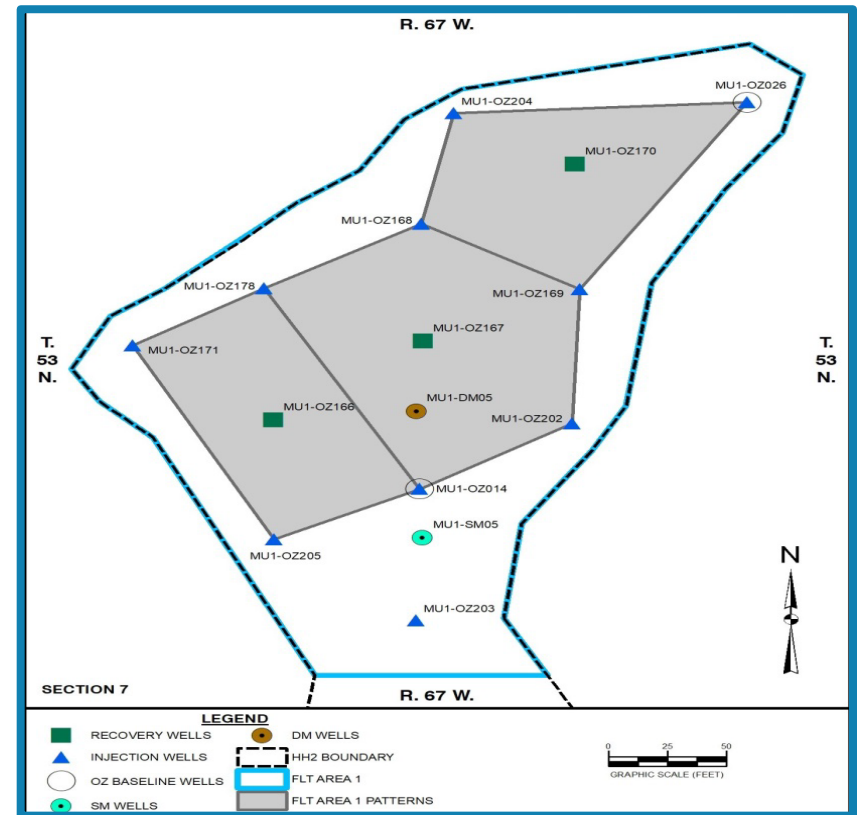 R. 67 W.
MU1-OZ026
MU1-OZ204
MU1-OZ170
MU1-OZ168
MU1-OZ178
MU1-OZ169
MU1-OZ167
T.
53
N.
T.
53
N.
MU1-OZ171
MU1-DM05
MU1-OZ166
MU1-OZ202
MU1-OZ014
MU1-SM05
MU1-OZ205
N
MU1-OZ203
SECTION 7
R. 67 W.
LEGEND
RECOVERY WELLS
INJECTION WELLS
OZ BASELINE WELLS
SM WELLS
DM WELLS
HH2 BOUNDARY
FLT AREA 1
FLT AREA 1 PATTERNS
0 25 50
GRAPHIC SCALE (FEET)